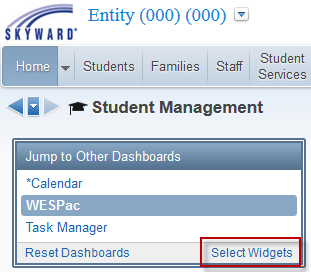 SKYWARD®
Entity (000) (000)
Home Students Families Staff Student Services
Student Management
Jump to Other Dashboards
*Calendar
WESPac
Task Manager
Reset Dashboards Select Widgets